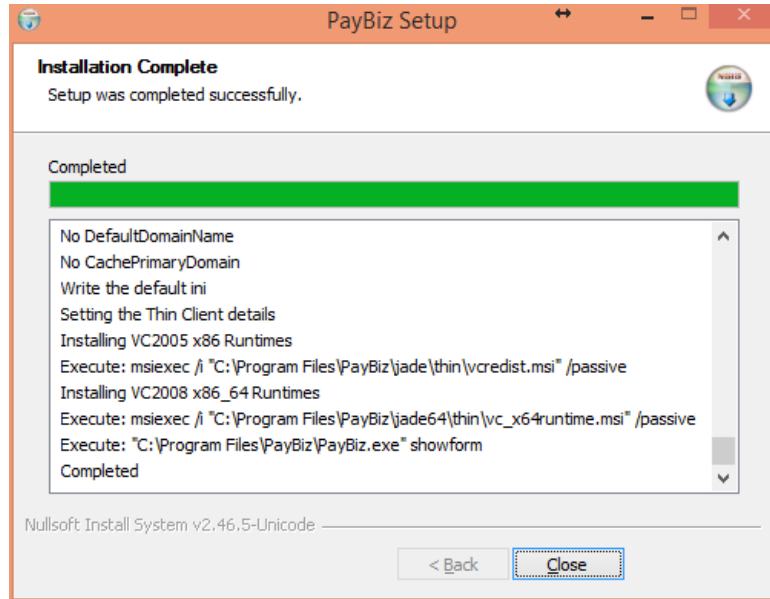 PayBiz Setup
Installation Complete
Setup was completed successfully.
Completed
No DefaultDomainName
No CachePrimaryDomain
Write the default ini
Setting the Thin Client details
Installing VC2005 x86 Runtimes
Execute: msiexec /i "C:\Program Files\PayBiz\jade\thin\vcredist.msi" /passive
Installing VC2008 x86_64 Runtimes
Execute: msiexec /i "C:\Program Files\PayBiz\jade64\thin\vc_x64runtime.msi" /passive
Execute: "C:\Program Files\PayBiz\PayBiz.exe" showform
Completed
Nullsoft Install System v2.46.5-Unicode
< Back Close